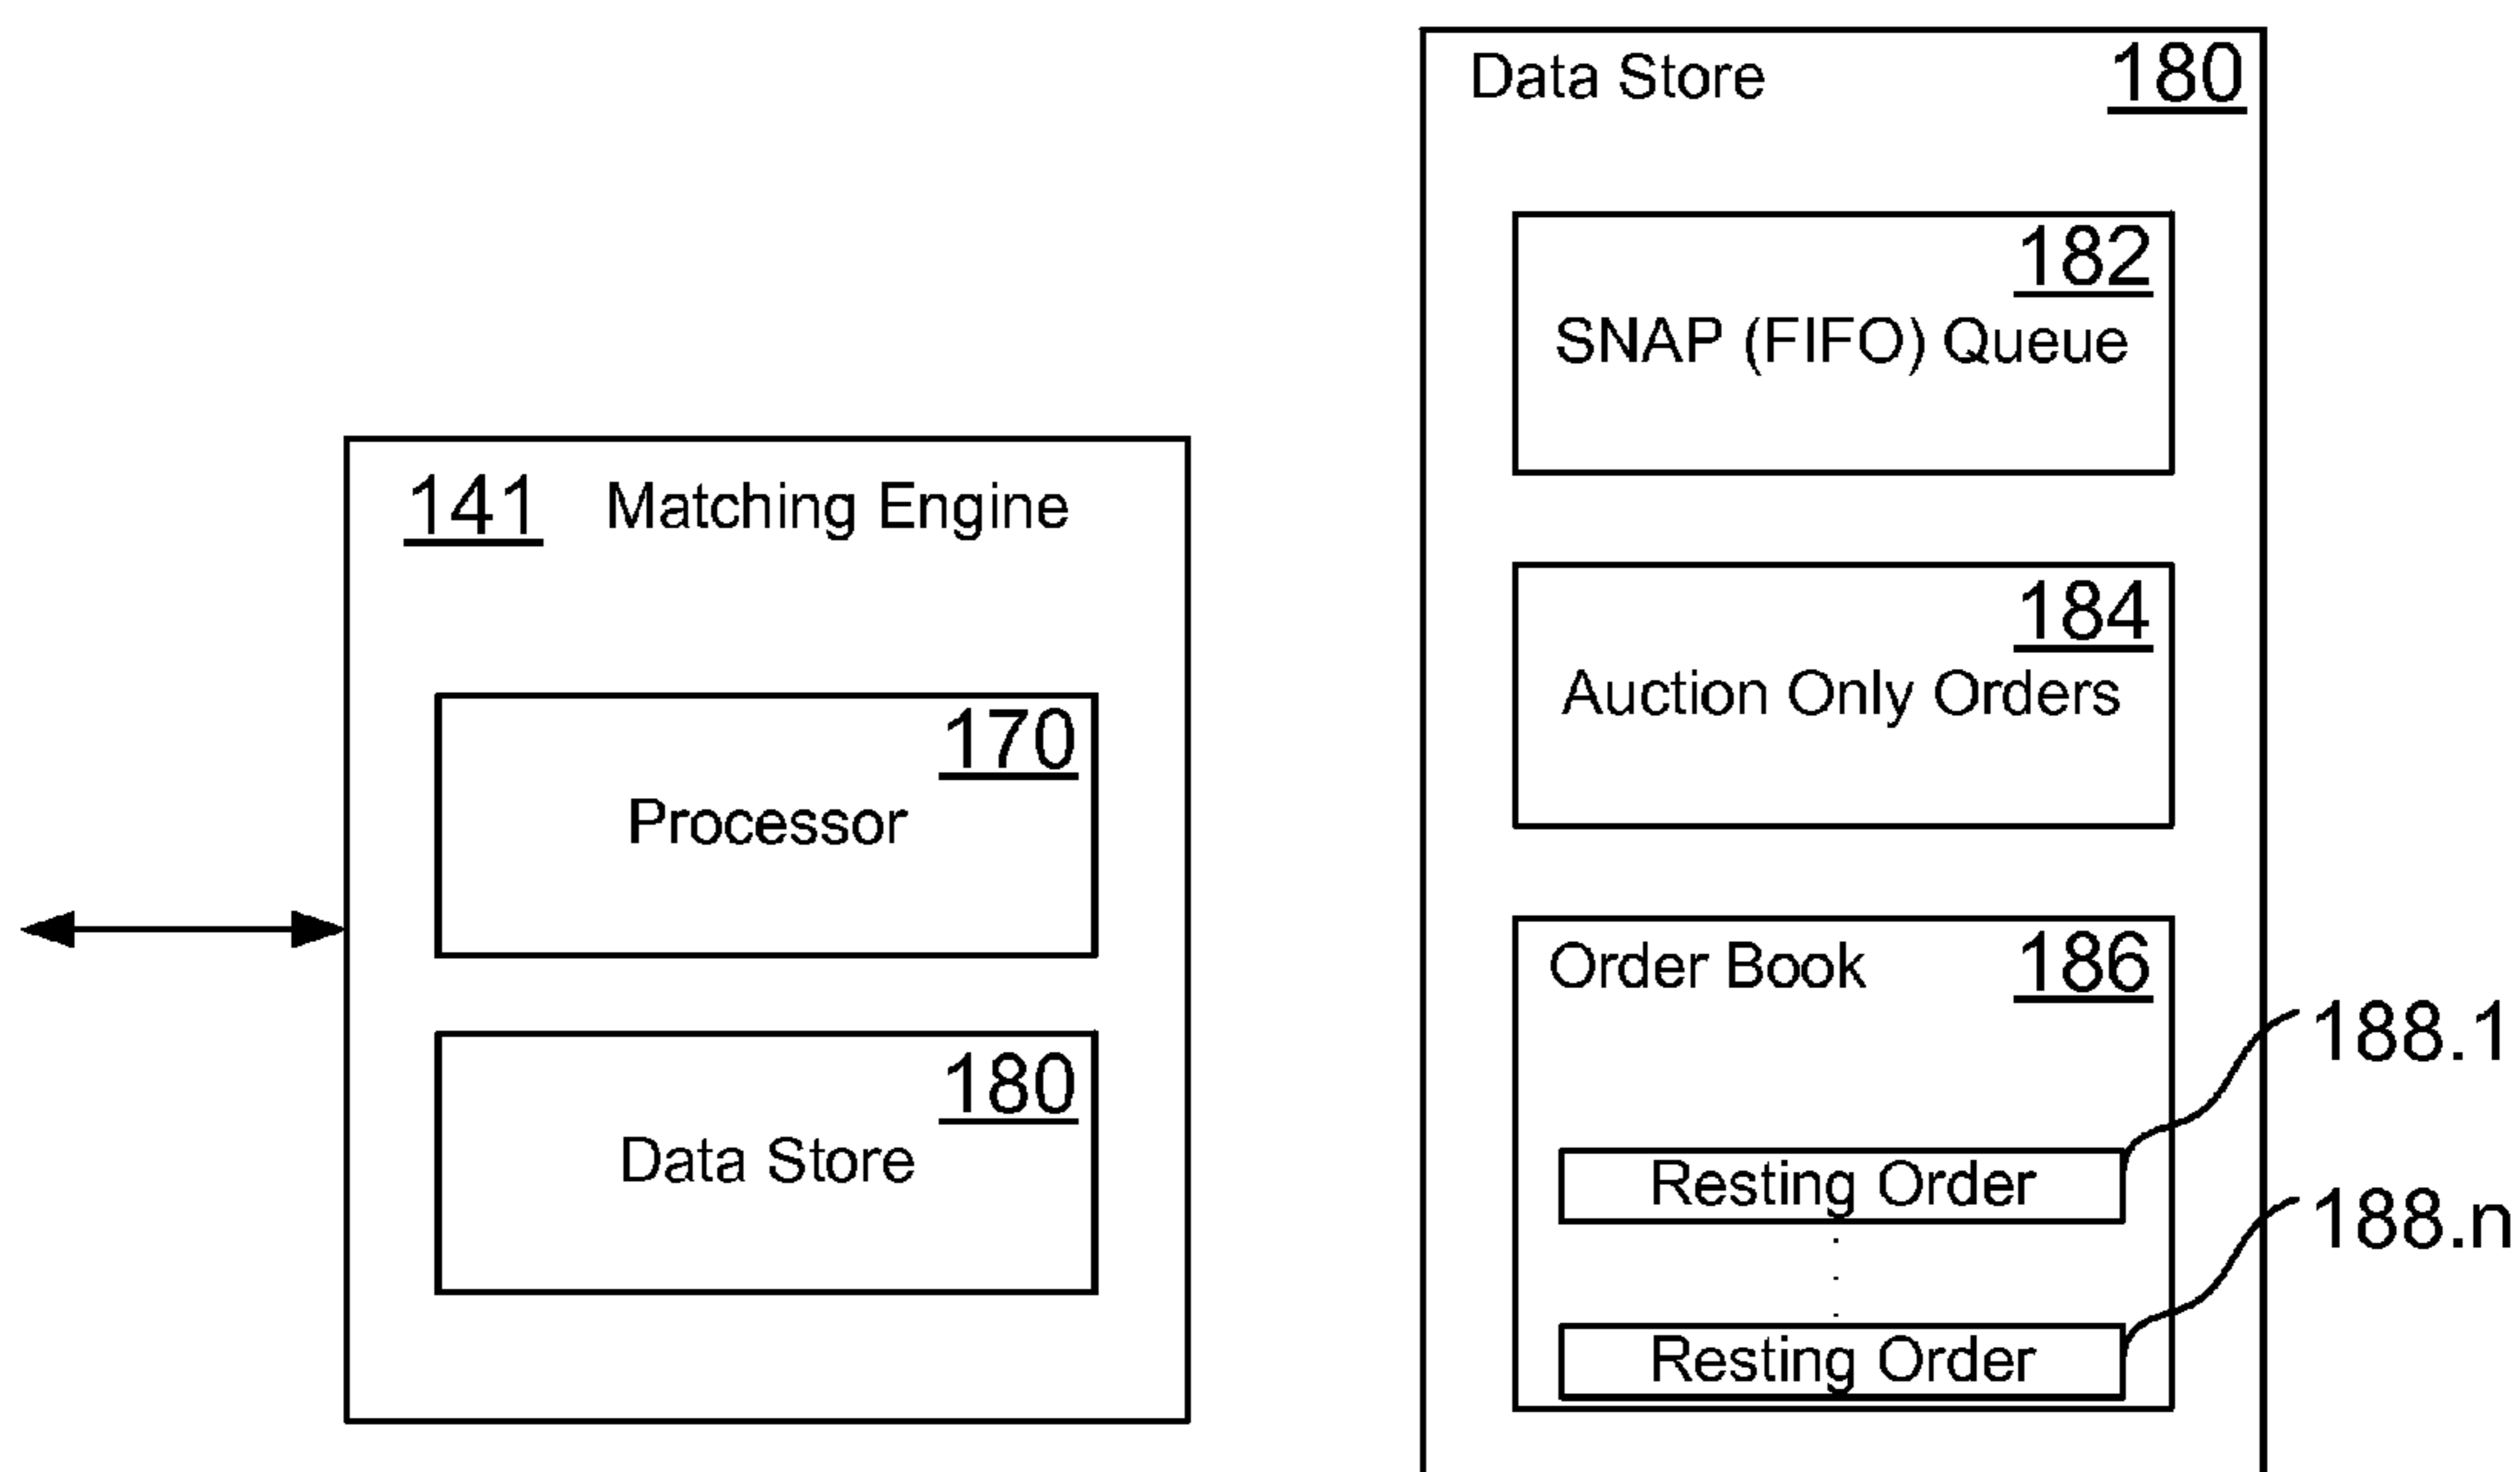 141 Matching Engine
170
Processor
180
Data Store
Data Store 180
182
SNAP (FIFO) Queue
184
Auction Only Orders
Order Book 186
188.1
Resting Order
188.n
Resting Order